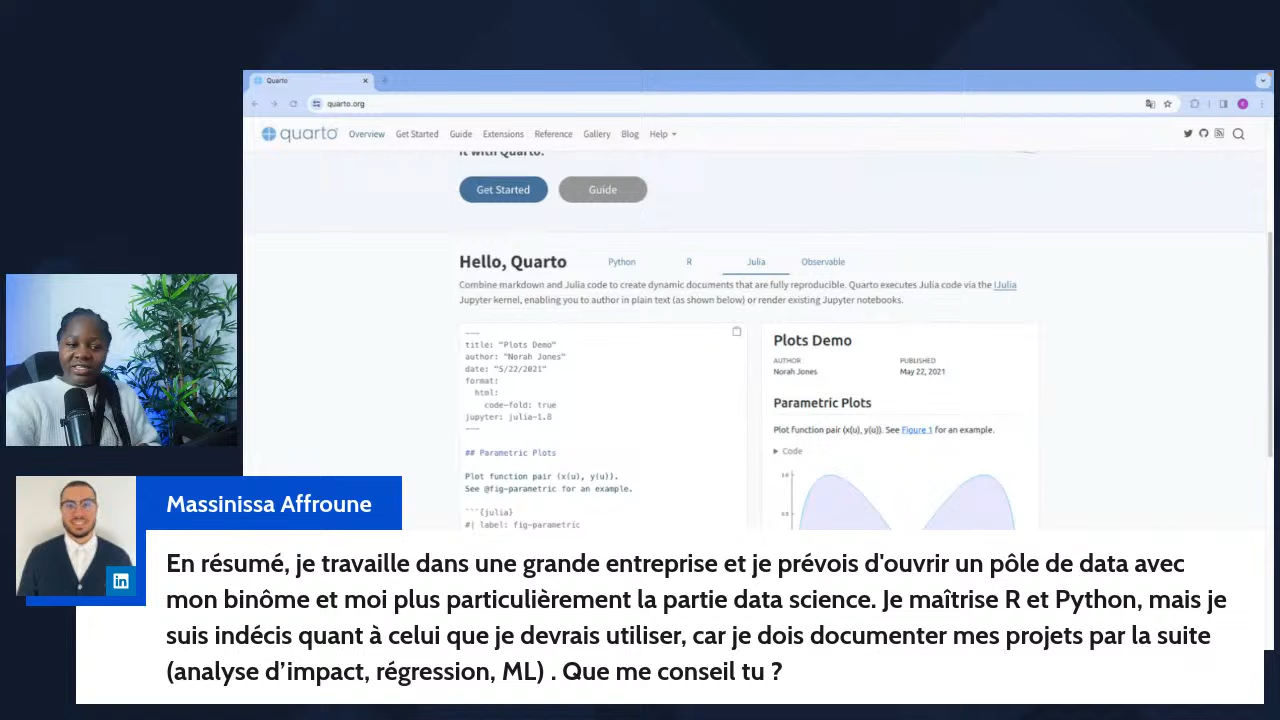 Quarto
quarto.org
quarto
Overview
Get Started
Guide
Extensions
Reference
Gallery
Blog
Help
it with Quarto.
Get Started
Guide
Hello, Quarto
Python
R
Julia
Observable
Combine markdown and Julia code to create dynamic documents that are fully reproducible. Quarto executes Julia code via the IJulia
Jupyter kernel, enabling you to author in plain text (as shown below) or render existing Jupyter notebooks.
---
title: "Plots Demo"
author: "Norah Jones"
date: "5/22/2021"
format:
html:
code-fold: true
jupyter: julia-1.8
---
## Parametric Plots
Plot function pair (x(u), y(u)).
See @fig-parametric for an example.
```{julia}
#| label: fig-parametric
Plots Demo
AUTHOR
PUBLISHED
Norah Jones
May 22, 2021
Parametric Plots
Plot function pair (x(u), y(u)). See Figure 1 for an example.
Code
1.0
0.5
Massinissa Affroune
in
En résumé, je travaille dans une grande entreprise et je prévois d'ouvrir un pôle de data avec
mon binôme et moi plus particulièrement la partie data science. Je maîtrise R et Python, mais je
suis indécis quant à celui que je devrais utiliser, car je dois documenter mes projets par la suite
(analyse d’impact, régression, ML) . Que me conseil tu ?